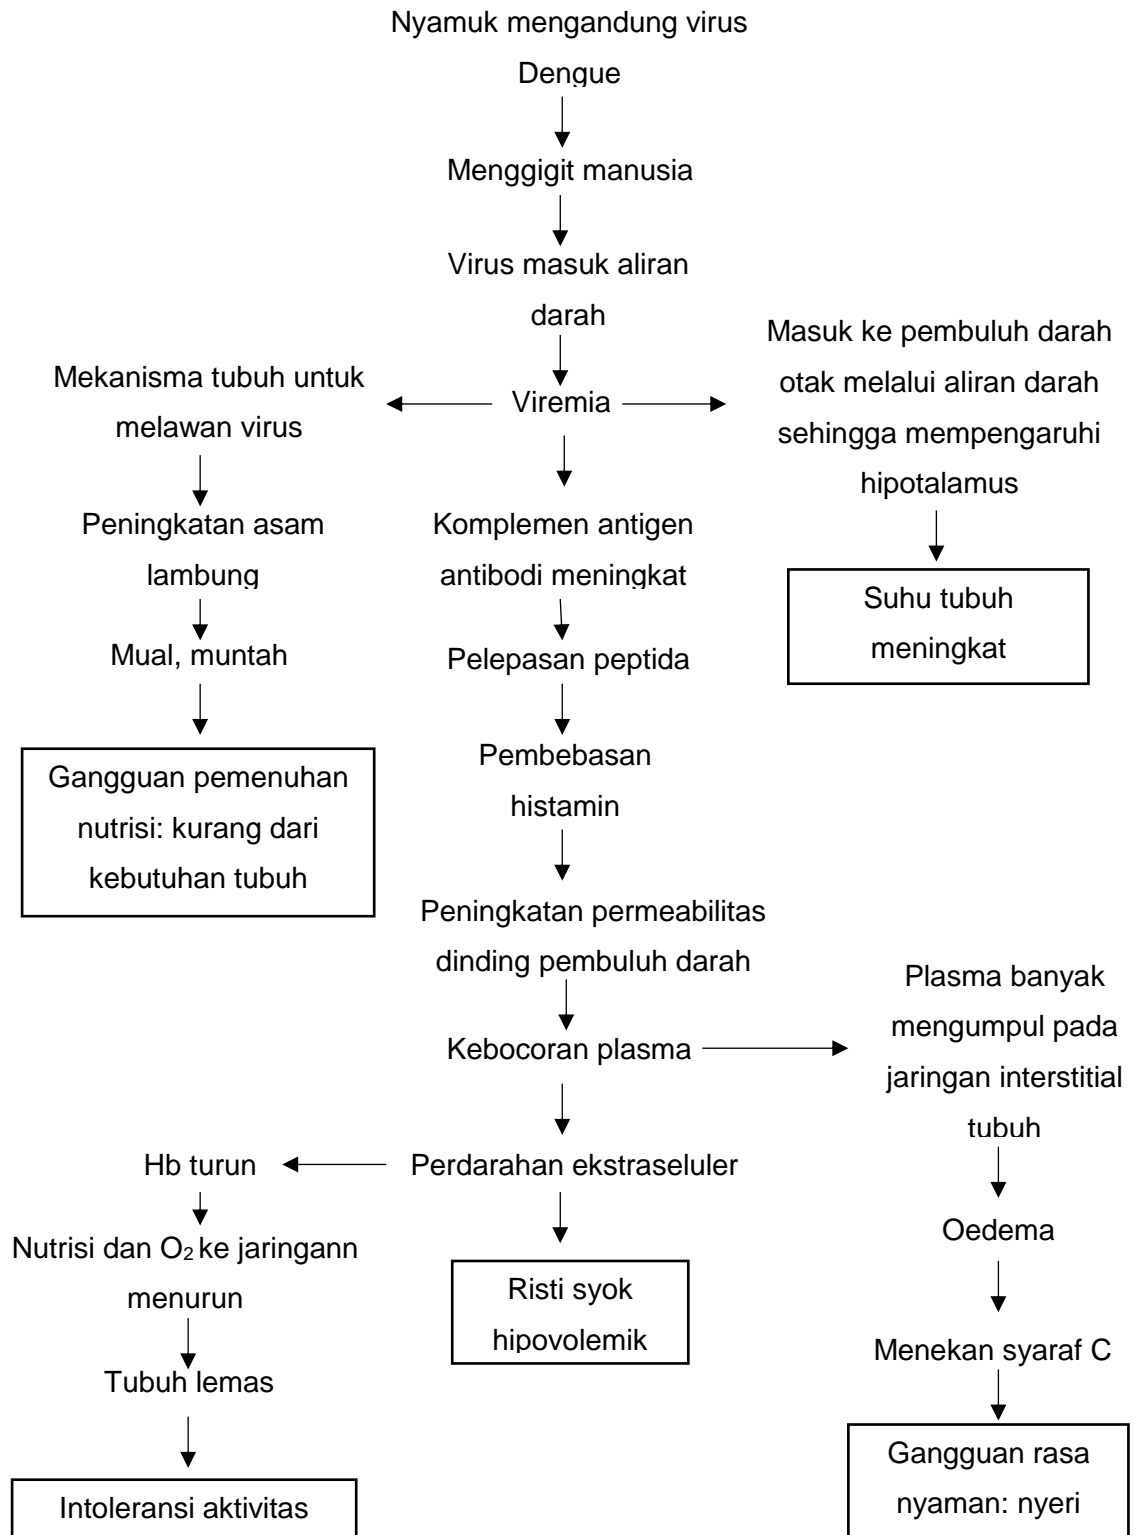 Nyamuk mengandung virus
Dengue
Menggigit manusia
Virus masuk aliran
darah
Masuk ke pembuluh darah
otak melalui aliran darah
sehingga mempengaruhi
hipotalamus
Mekanisma tubuh untuk
melawan virus
Viremia
Peningkatan asam
lambung
Komplemen antigen
antibodi meningkat
Suhu tubuh
meningkat
Mual, muntah
Pelepasan peptida
Gangguan pemenuhan
nutrisi: kurang dari
kebutuhan tubuh
Pembebasan
histamin
Peningkatan permeabilitas
dinding pembuluh darah
Kebocoran plasma
Plasma banyak
mengumpul pada
jaringan interstitial
tubuh
Hb turun
Perdarahan ekstraseluler
Nutrisi dan O₂ ke jaringann
menurun
Risti syok
hipovolemik
Oedema
Tubuh lemas
Menekan syaraf C
Intoleransi aktivitas
Gangguan rasa
nyaman: nyeri